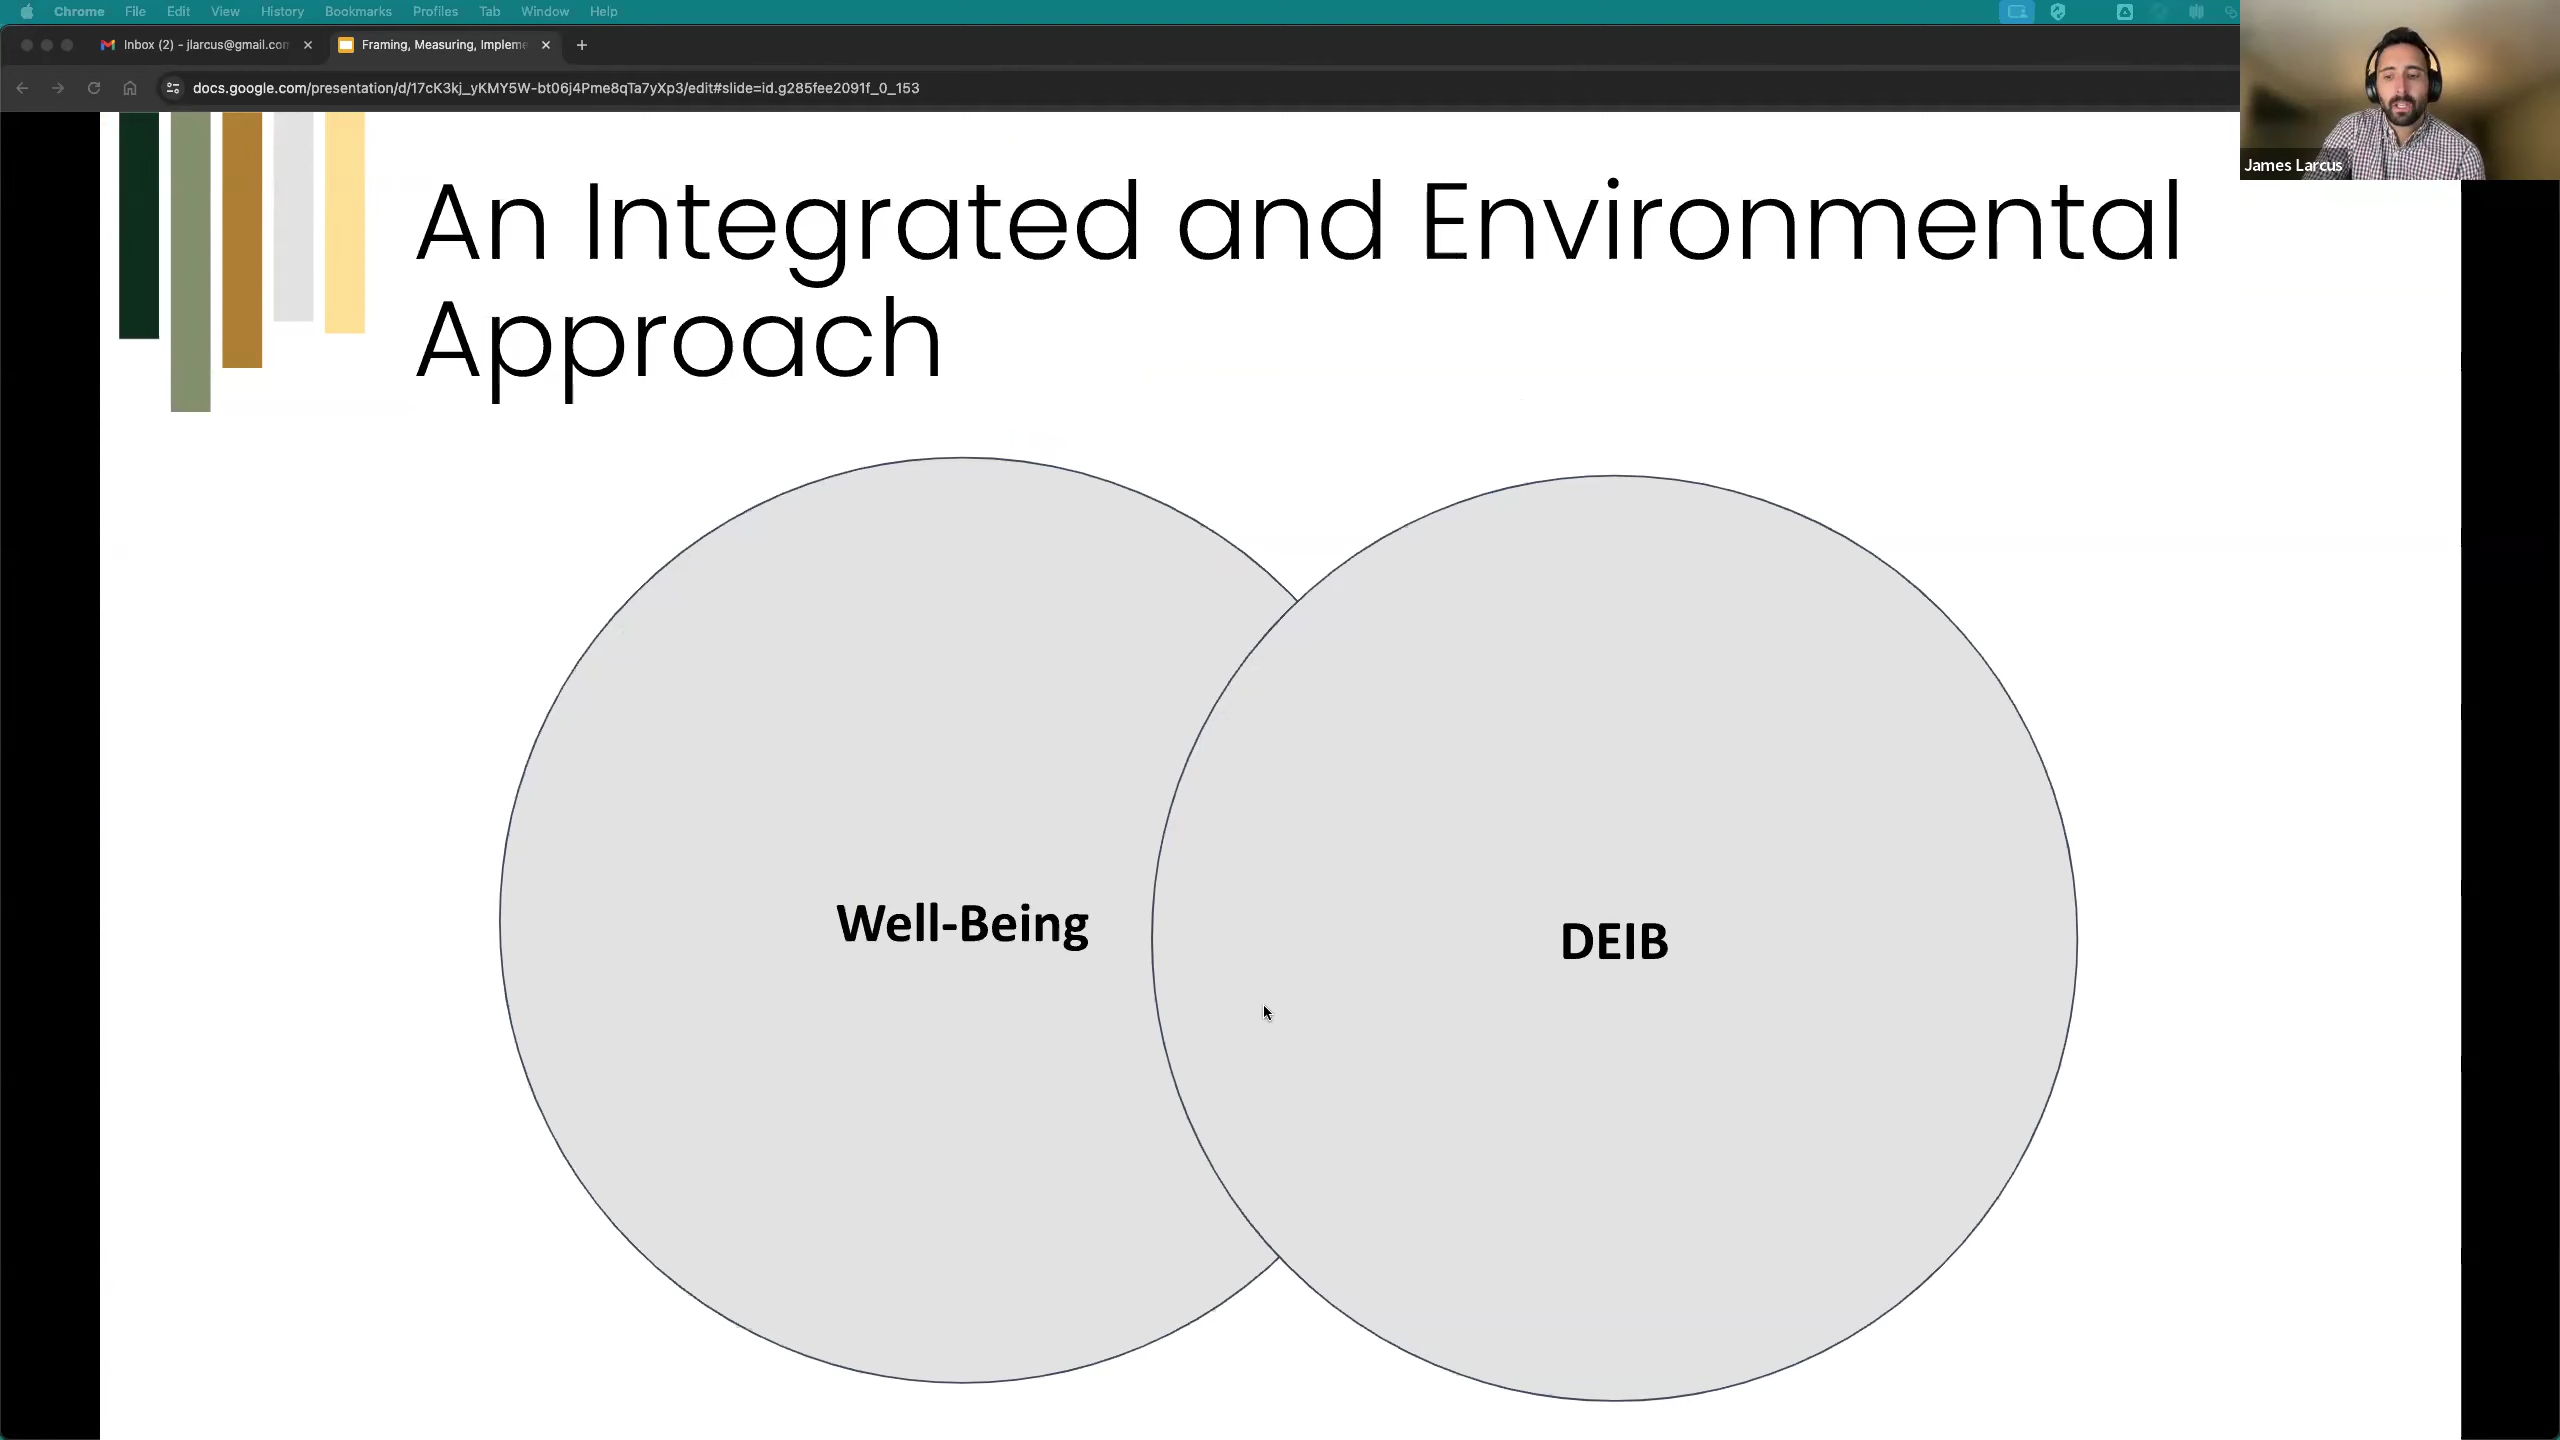 Chrome File Edit View History Bookmarks Profiles Tab Window Help
Inbox (2) - jlarcus@gmail.con
Framing, Measuring, Impleme
docs.google.com/presentation/d/17cK3kj_yKMY5W-bt06j4Pme8qTa7yXp3/edit#slide=id.g285fee2091f_0_153
James Larcus
An Integrated and Environmental
Approach
Well-Being
DEIB